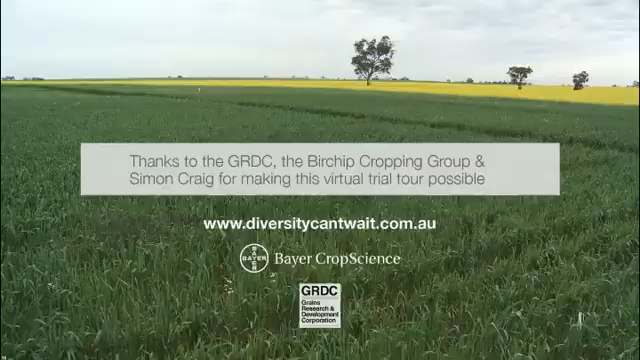 Thanks to the GRDC, the Birchip Cropping Group &
Simon Craig for making this virtual trial tour possible
www.diversitycantwait.com.au
BAYER
BAYER
Bayer CropScience
GRDC
Grains
Research &
Development
Corporation